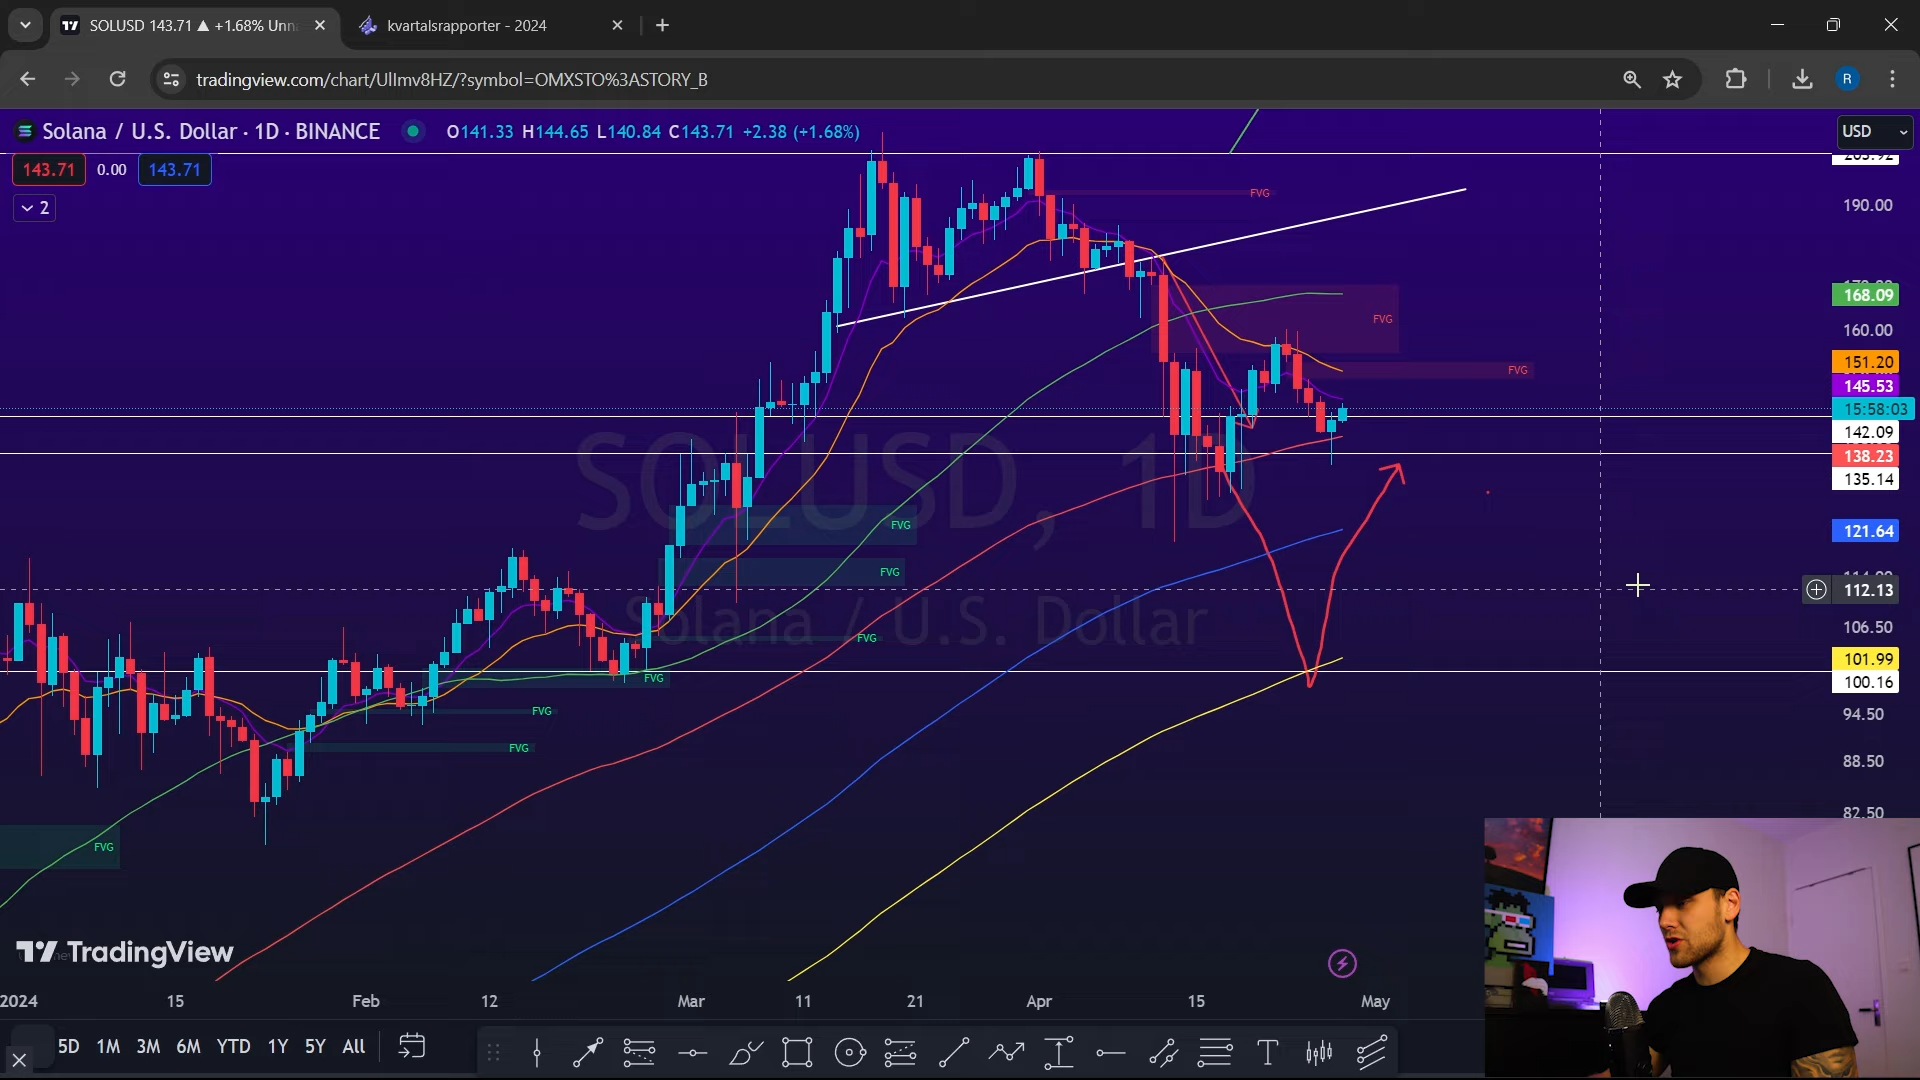 SOLUSD 143.71 ▲ +1.68% Unn
kvartalsrapporter - 2024
tradingview.com/chart/UlImv8HZ/?symbol=OMXSTO%3ASTORY_B
R
Solana / U.S. Dollar · 1D · BINANCE
O141.33 H144.65 L140.84 C143.71 +2.38 (+1.68%)
USD
143.71
0.00
143.71
2
FVG
190.00
168.09
FVG
160.00
151.20
FVG
145.53
15:58:03
142.09
138.23
135.14
SOLUSD, 1D
FVG
121.64
FVG
112.13
Solana / U.S. Dollar
106.50
FVG
101.99
FVG
100.16
FVG
94.50
FVG
88.50
82.50
FVG
TradingView
2024
15
Feb
12
Mar
11
21
Apr
15
May
5D
1M
3M
6M
YTD
1Y
5Y
All